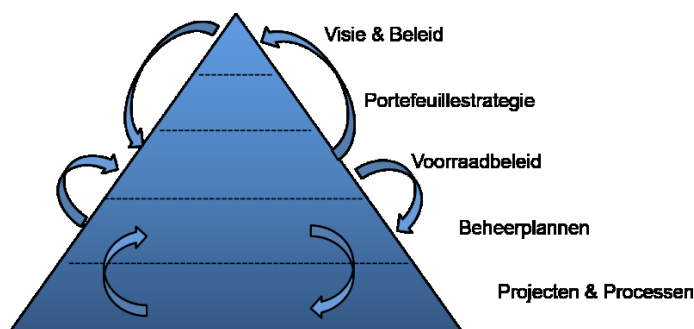 Visie & Beleid
Portefeuillestrategie
Voorraadbeleid
Beheerplannen
Projecten & Processen